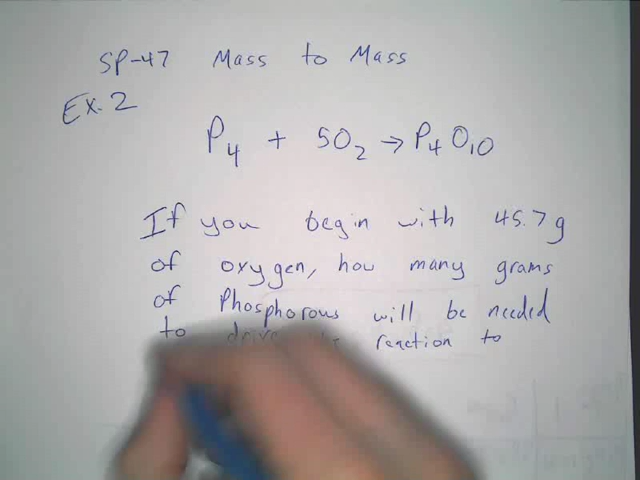 SP-47 Mass to Mass
Ex. 2
P₄ + 5O₂ → P₄O₁₀
If you begin with 45.7g
of oxygen, how many grams
of Phosphorous will be needed
to reaction to